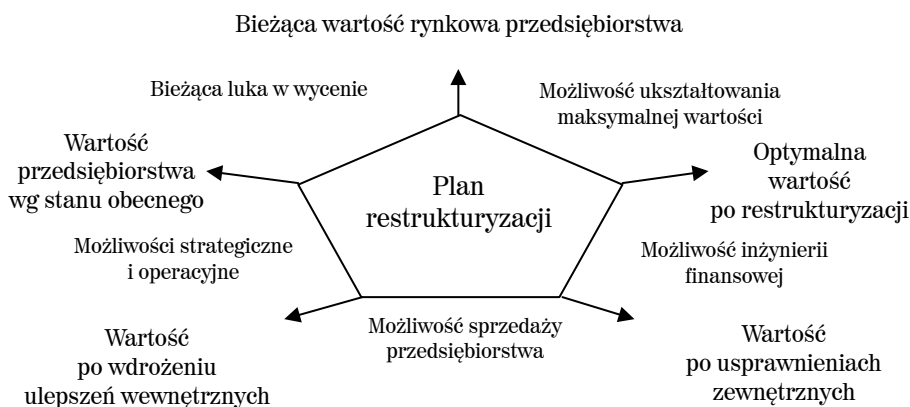 Bieżąca wartość rynkowa przedsiębiorstwa
Bieżąca luka w wycenie
Możliwość ukształtowania
maksymalnej wartości
Wartość
przedsiębiorstwa
wg stanu obecnego
Optymalna
wartość
po restrukturyzacji
Plan
restrukturyzacji
Możliwości strategiczne
i operacyjne
Możliwość inżynierii
finansowej
Możliwość sprzedaży
przedsiębiorstwa
Wartość
po wdrożeniu
ulepszeń wewnętrznych
Wartość
po usprawnieniach
zewnętrznych